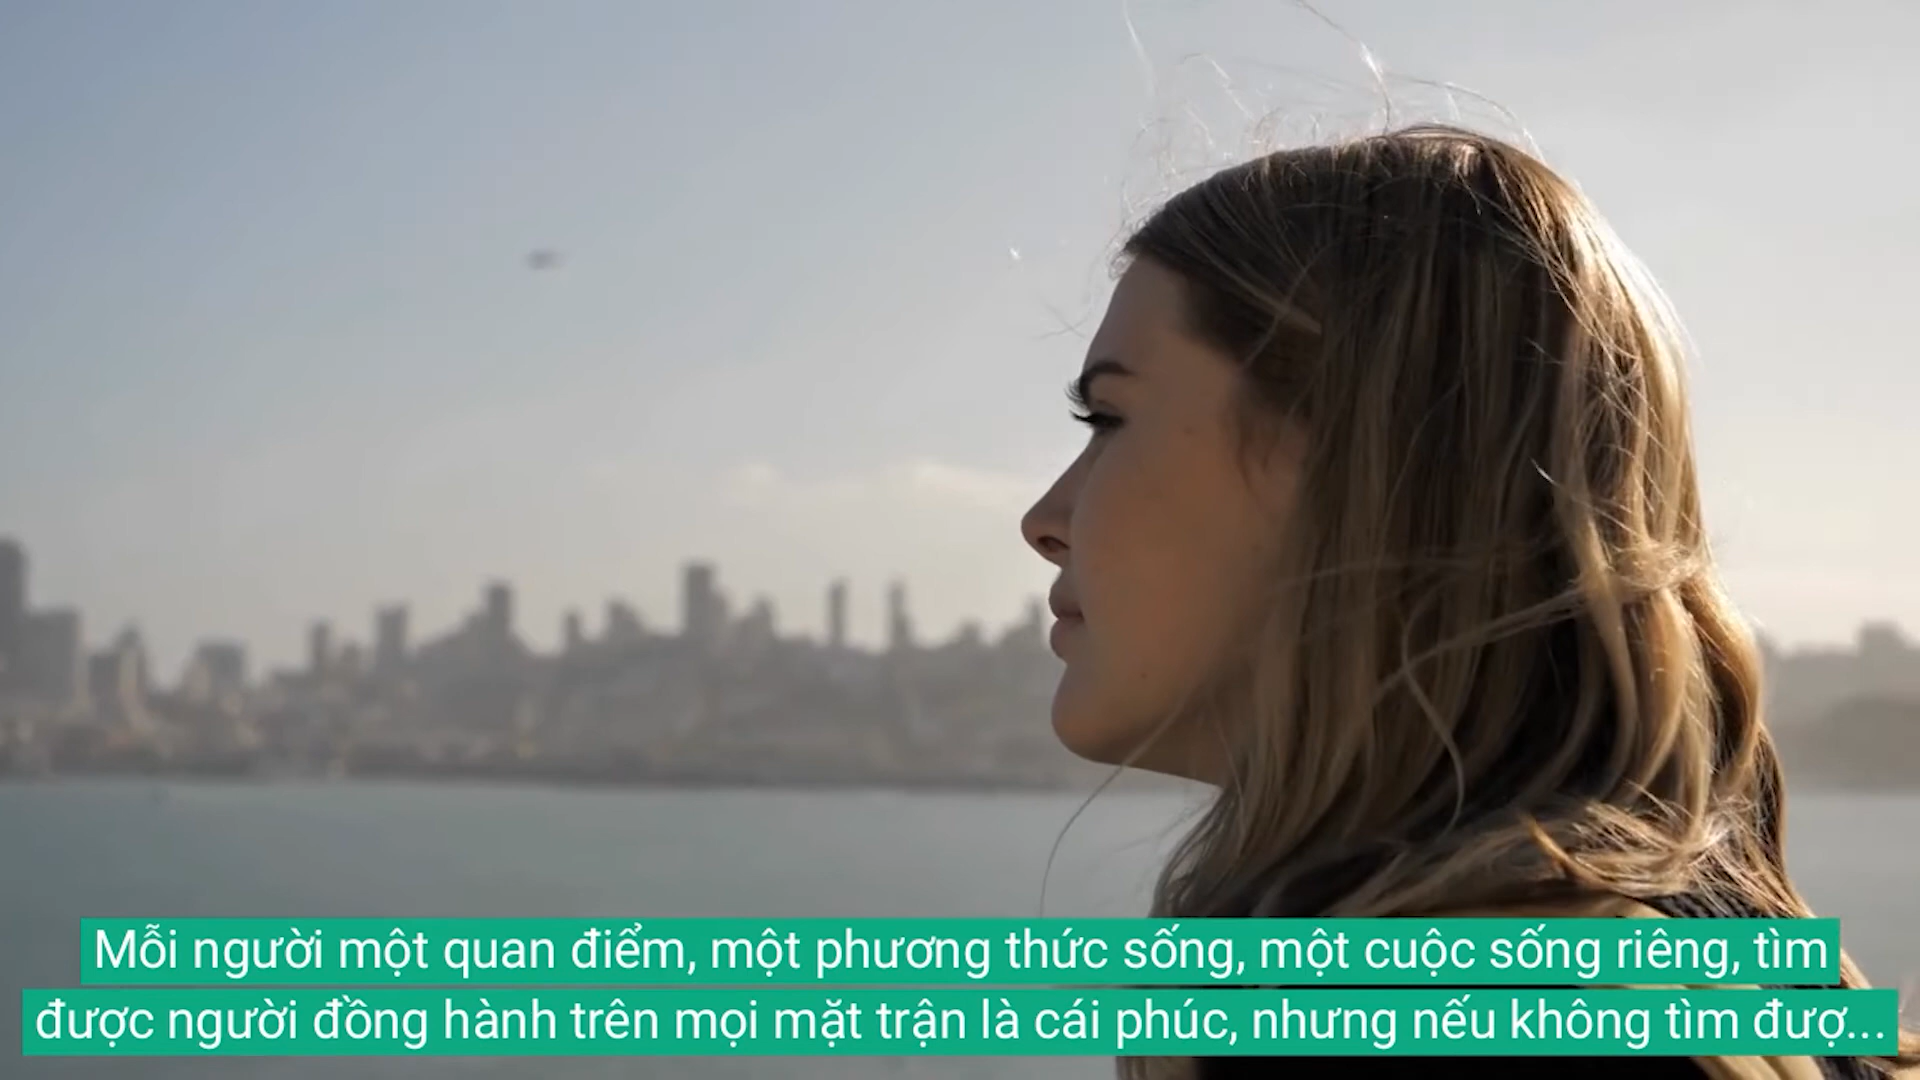 Mỗi người một quan điểm, một phương thức sống, một cuộc sống riêng, tìm
được người đồng hành trên mọi mặt trận là cái phúc, nhưng nếu không tìm đượ...